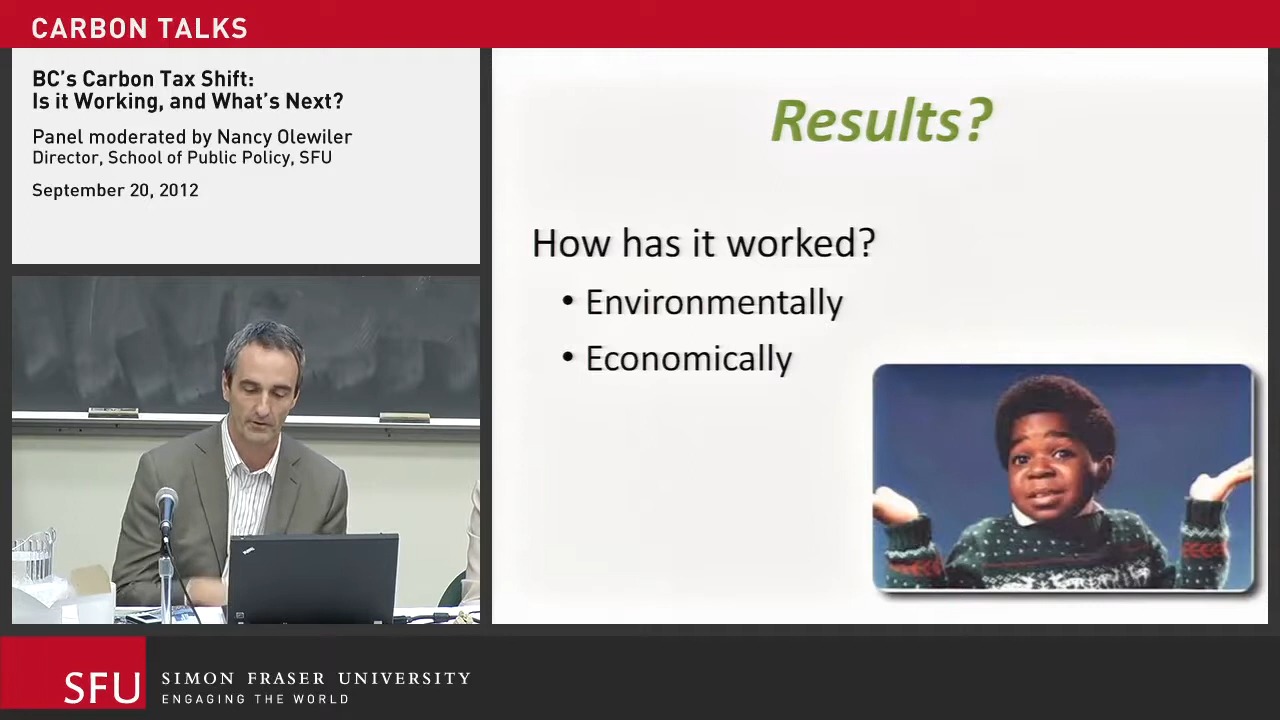 CARBON TALKS
BC's Carbon Tax Shift:
Is it Working, and What's Next?
Panel moderated by Nancy Olewiler
Director, School of Public Policy, SFU
September 20, 2012
Results?
How has it worked?
• Environmentally
• Economically
SFU
SIMON FRASER UNIVERSITY
ENGAGING THE WORLD